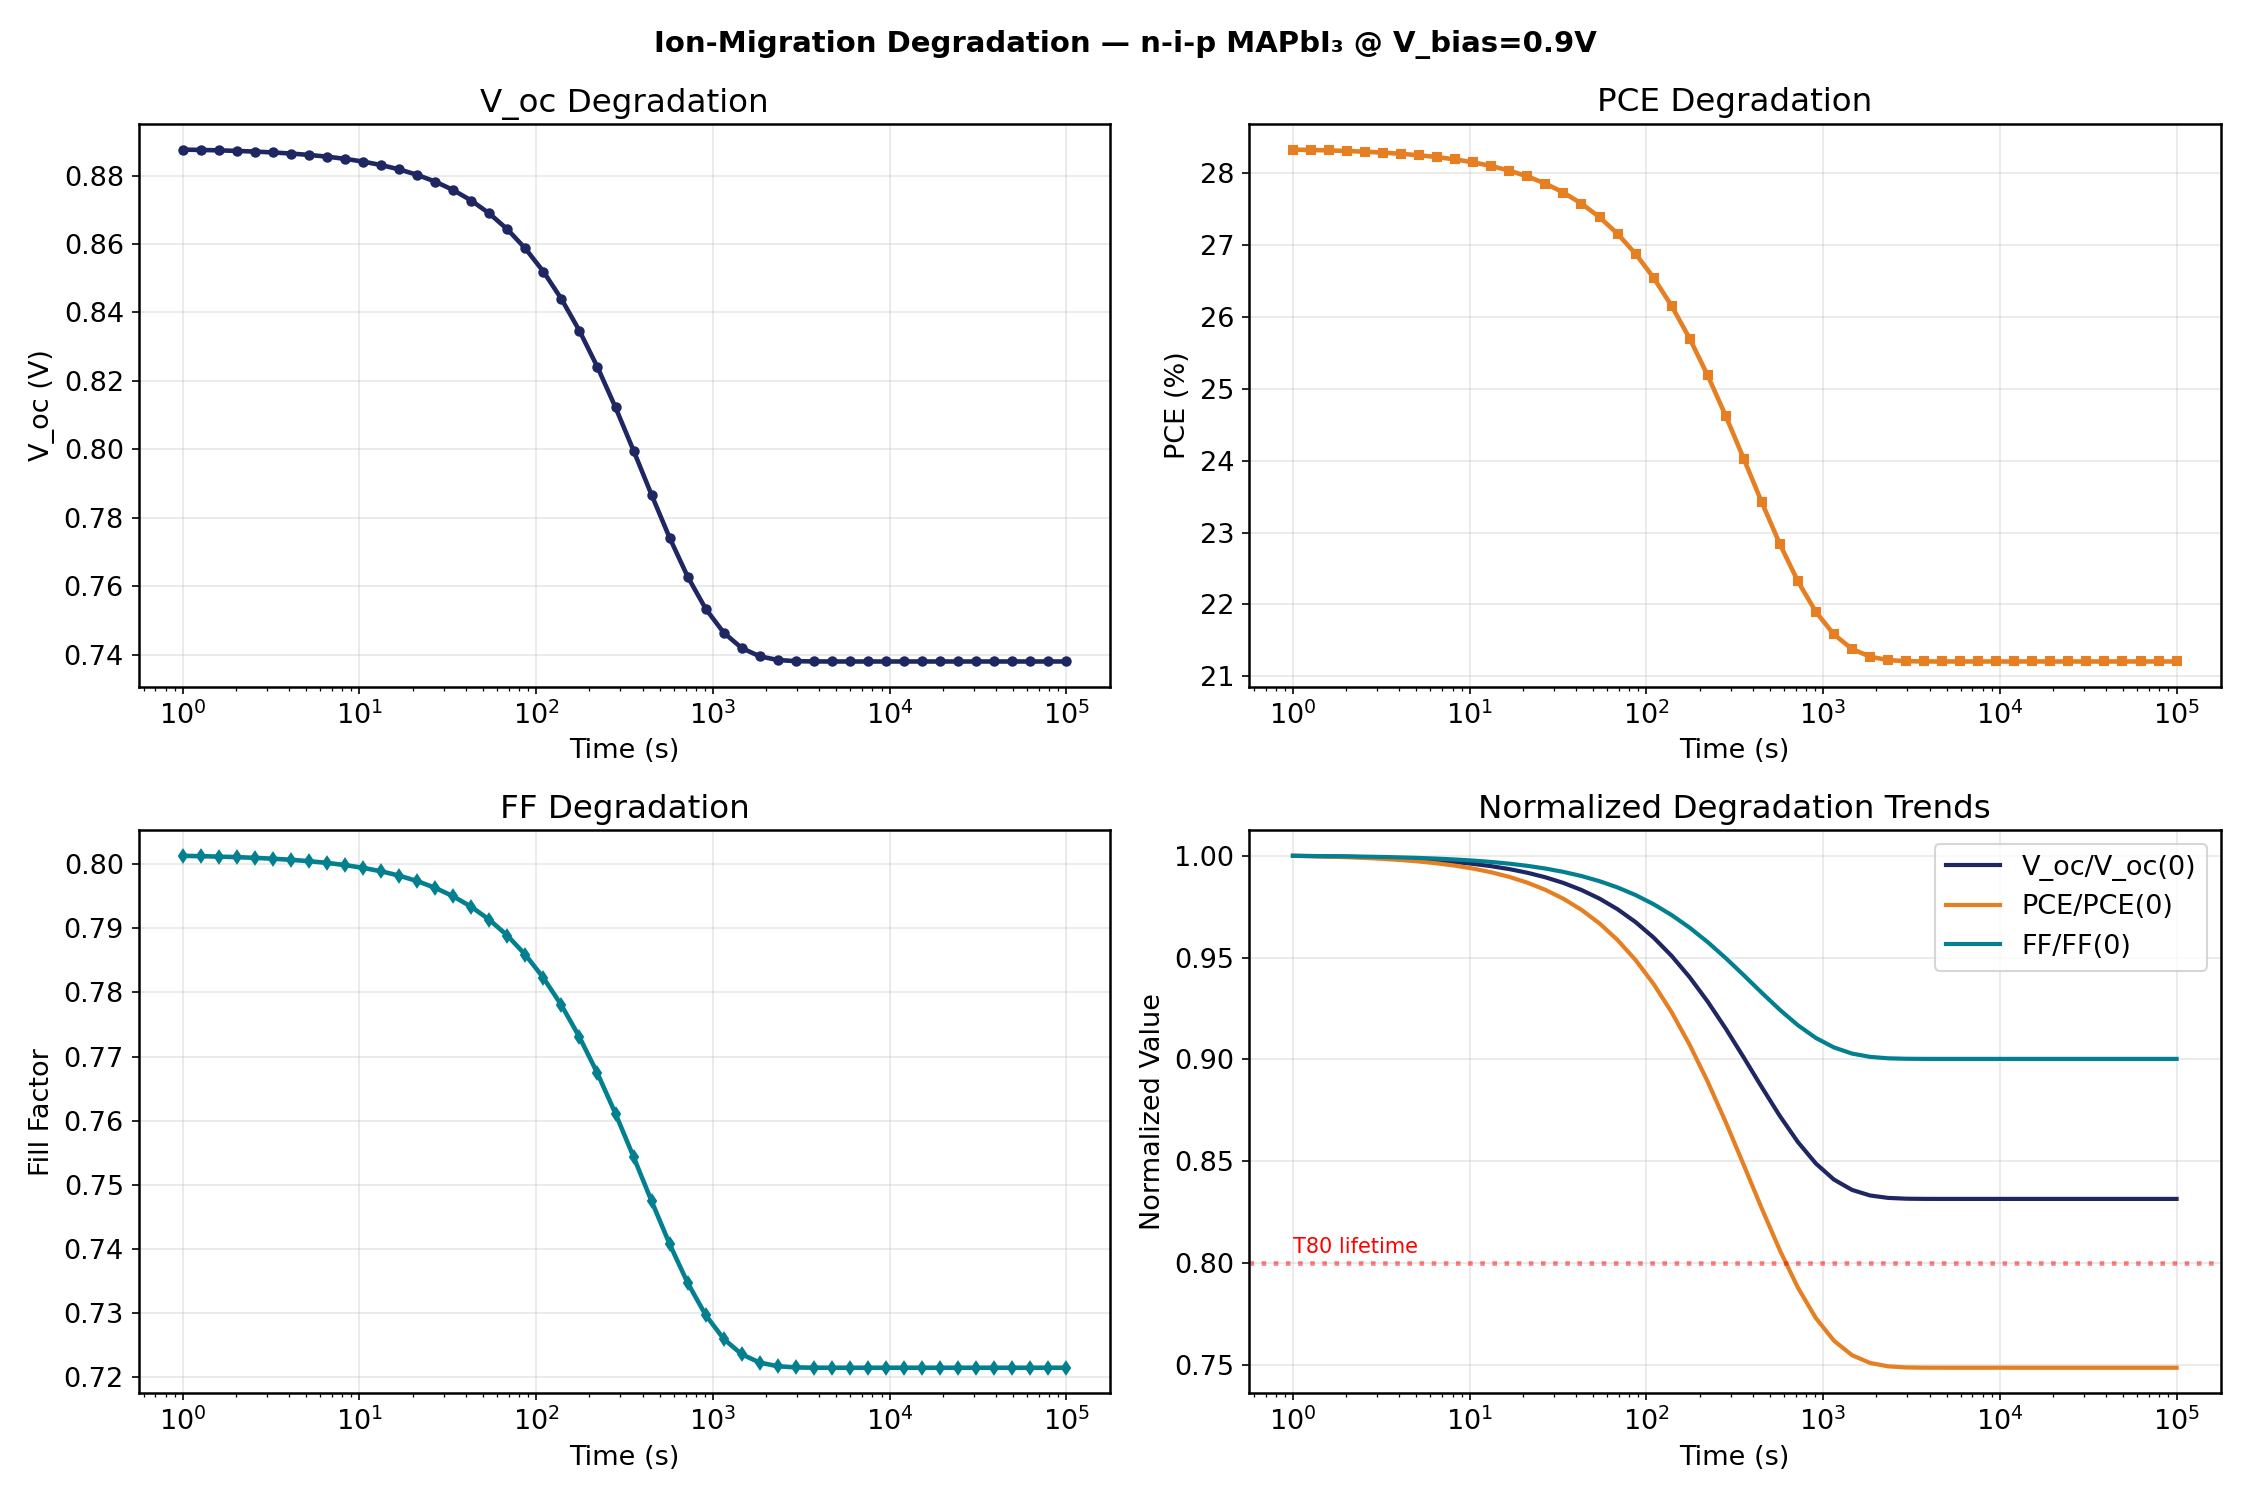 Ion-Migration Degradation — n-i-p MAPbI₃ @ V_bias=0.9V
V_oc Degradation
V_oc (V)
0.88
0.86
0.84
0.82
0.80
0.78
0.76
0.74
10⁰ 10¹ 10² 10³ 10⁴ 10⁵
Time (s)
PCE Degradation
PCE (%)
28
27
26
25
24
23
22
21
10⁰ 10¹ 10² 10³ 10⁴ 10⁵
Time (s)
FF Degradation
Fill Factor
0.80
0.79
0.78
0.77
0.76
0.75
0.74
0.73
0.72
10⁰ 10¹ 10² 10³ 10⁴ 10⁵
Time (s)
Normalized Degradation Trends
Normalized Value
1.00
0.95
0.90
0.85
0.80
0.75
V_oc/V_oc(0)
PCE/PCE(0)
FF/FF(0)
T80 lifetime
10⁰ 10¹ 10² 10³ 10⁴ 10⁵
Time (s)